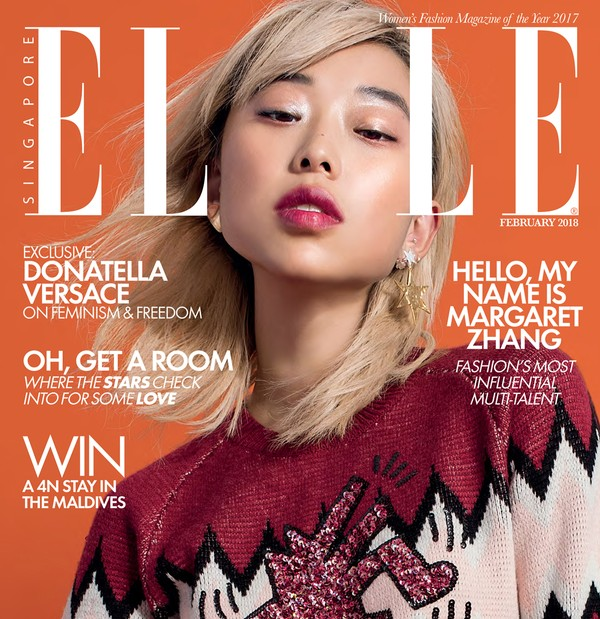 Women's Fashion Magazine of the Year 2017
SINGAPORE
ELLE
FEBRUARY 2018
EXCLUSIVE:
DONATELLA
VERSACE
ON FEMINISM & FREEDOM
OH, GET A ROOM
WHERE THE STARS CHECK
INTO FOR SOME LOVE
WIN
A 4N STAY IN
THE MALDIVES
HELLO, MY
NAME IS
MARGARET
ZHANG
FASHION'S MOST
INFLUENTIAL
MULTI-TALENT